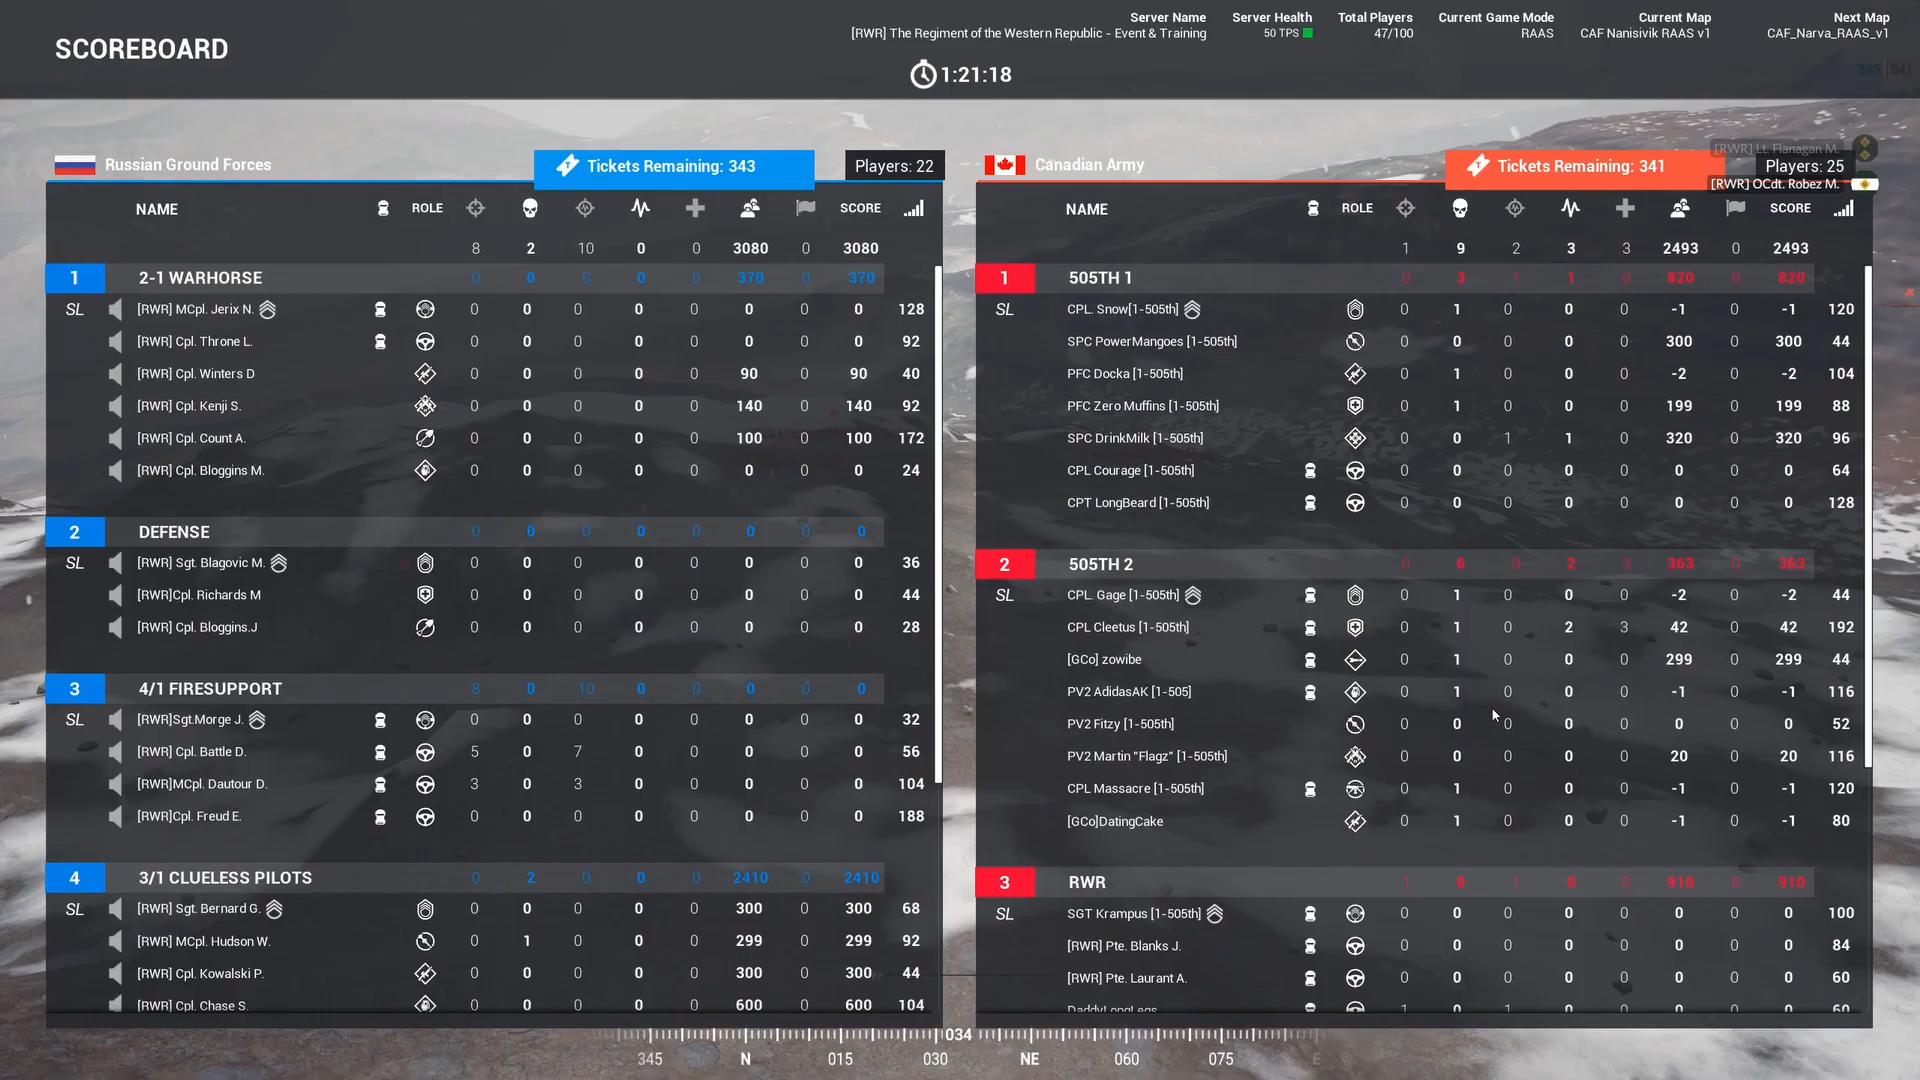 SCOREBOARD
Server Name Server Health Total Players Current Game Mode Current Map Next Map
[RWR] The Regiment of the Western Republic - Event & Training 50 TPS 47/100 RAAS CAF Nanisivik RAAS v1 CAF_Narva_RAAS_v1
1:21:18
[RWR] Lt. Flanagan M.
[RWR] OCdt. Robez M.
Russian Ground Forces Tickets Remaining: 343 Players: 22
NAME ROLE SCORE
8 2 10 0 0 3080 0 3080
1 2-1 WARHORSE 0 0 0 0 0 370 0 370
SL [RWR] MCpl. Jerix N. 0 0 0 0 0 0 0 0 128
[RWR] Cpl. Throne L. 0 0 0 0 0 0 0 0 92
[RWR] Cpl. Winters D 0 0 0 0 0 90 0 90 40
[RWR] Cpl. Kenji S. 0 0 0 0 0 140 0 140 92
[RWR] Cpl. Count A. 0 0 0 0 0 100 0 100 172
[RWR] Cpl. Bloggins M. 0 0 0 0 0 0 0 0 24
2 DEFENSE 0 0 0 0 0 0 0 0
SL [RWR] Sgt. Blagovic M. 0 0 0 0 0 0 0 0 36
[RWR]Cpl. Richards M 0 0 0 0 0 0 0 0 44
[RWR] Cpl. Bloggins.J 0 0 0 0 0 0 0 0 28
3 4/1 FIRESUPPORT 8 0 10 0 0 0 0 0
SL [RWR]Sgt.Morge J. 0 0 0 0 0 0 0 0 32
[RWR] Cpl. Battle D. 5 0 7 0 0 0 0 0 56
[RWR]MCpl. Dautour D. 3 0 3 0 0 0 0 0 104
[RWR]Cpl. Freud E. 0 0 0 0 0 0 0 0 188
4 3/1 CLUELESS PILOTS 0 2 0 0 0 2410 0 2410
SL [RWR] Sgt. Bernard G. 0 0 0 0 0 300 0 300 68
[RWR] MCpl. Hudson W. 0 1 0 0 0 299 0 299 92
[RWR] Cpl. Kowalski P. 0 0 0 0 0 300 0 300 44
[RWR] Cpl. Chase S. 0 0 0 0 0 600 0 600 104
Canadian Army Tickets Remaining: 341 Players: 25
NAME ROLE SCORE
1 9 2 3 3 2493 0 2493
1 505TH 1 0 3 1 1 0 820 0 820
SL CPL. Snow[1-505th] 0 1 0 0 0 -1 0 -1 120
SPC PowerMangoes [1-505th] 0 0 0 0 0 300 0 300 44
PFC Docka [1-505th] 0 1 0 0 0 -2 0 -2 104
PFC Zero Muffins [1-505th] 0 1 0 0 0 199 0 199 88
SPC DrinkMilk [1-505th] 0 0 1 1 0 320 0 320 96
CPL Courage [1-505th] 0 0 0 0 0 0 0 0 64
CPT LongBeard [1-505th] 0 0 0 0 0 0 0 0 128
2 505TH 2 0 6 0 2 3 363 0 363
SL CPL. Gage [1-505th] 0 1 0 0 0 -2 0 -2 44
CPL Cleetus [1-505th] 0 1 0 2 3 42 0 42 192
[GCo] zowibe 0 1 0 0 0 299 0 299 44
PV2 AdidasAK [1-505] 0 1 0 0 0 -1 0 -1 116
PV2 Fitzy [1-505th] 0 0 0 0 0 0 0 0 52
PV2 Martin "Flagz" [1-505th] 0 0 0 0 0 20 0 20 116
CPL Massacre [1-505th] 0 1 0 0 0 -1 0 -1 120
[GCo]DatingCake 0 1 0 0 0 -1 0 -1 80
3 RWR 1 0 1 0 0 910 0 910
SL SGT Krampus [1-505th] 0 0 0 0 0 0 0 0 100
[RWR] Pte. Blanks J. 0 0 0 0 0 0 0 0 84
[RWR] Pte. Laurant A. 0 0 0 0 0 0 0 0 60
DaddyLongLegs 1 0 1 0 0 0 0 0 60
034
345 N 015 030 NE 060 075 E